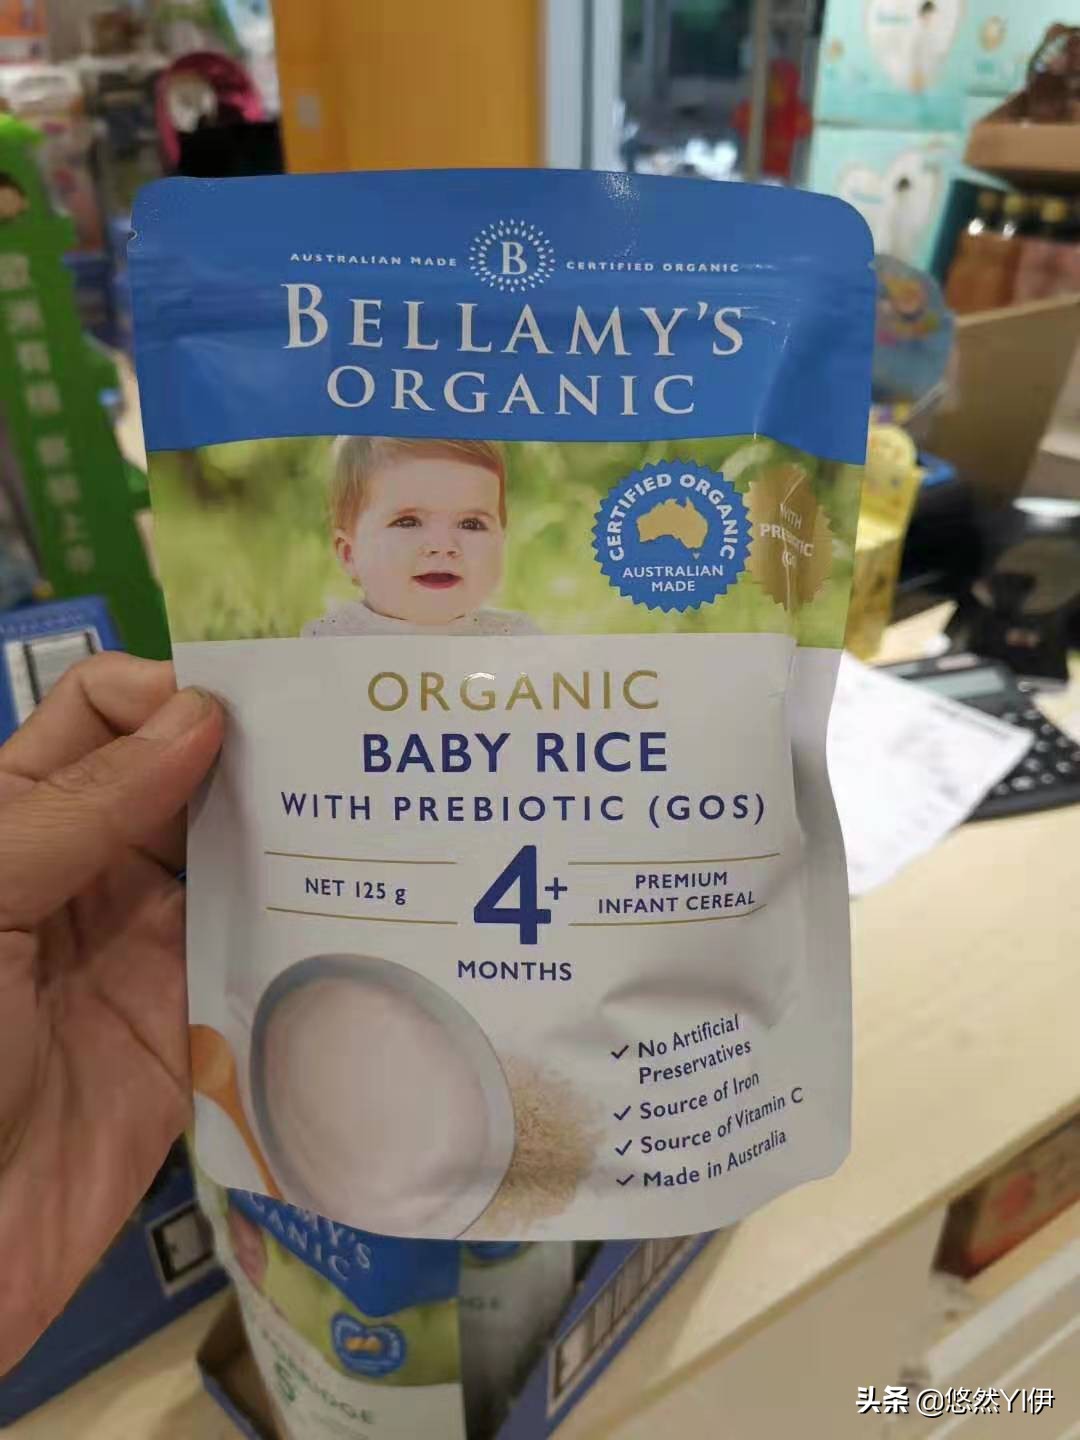 AUSTRALIAN MADE B CERTIFIED ORGANIC
BELLAMY'S
ORGANIC
CERTIFIED ORGANIC
AUSTRALIAN
MADE
WITH
PREBIOTIC
ORGANIC
BABY RICE
WITH PREBIOTIC (GOS)
NET 125 g
4+
MONTHS
PREMIUM
INFANT CEREAL
✓ No Artificial
Preservatives
✓ Source of Iron
✓ Source of Vitamin C
✓ Made in Australia
头条 @悠然YI伊